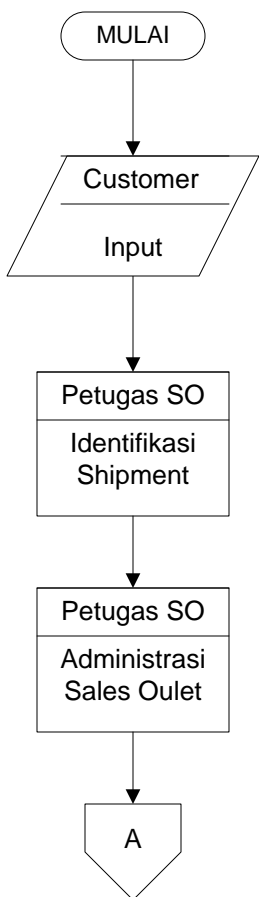 MULAI
Customer
Input
Petugas SO
Identifikasi
Shipment
Petugas SO
Administrasi
Sales Oulet
A